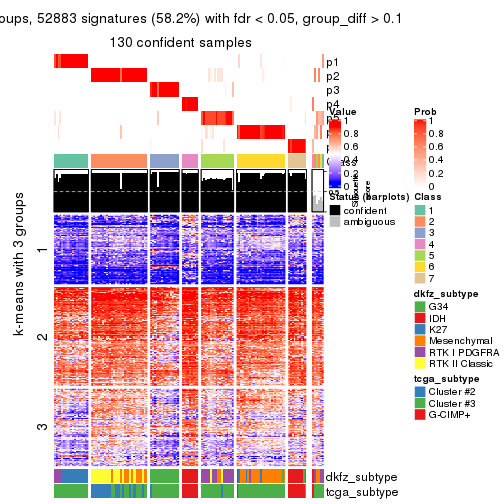 oups, 52883 signatures (58.2%) with fdr < 0.05, group_diff > 0.1
130 confident samples
p1
p2
p3
p4
k-means with 3 groups
1
2
3
Value
1
0.8
0.6
0.4
0.2
0
Prob
1
0.8
0.6
0.4
0.2
0
Status (barplots)
confident
ambiguous
Class
1
2
3
4
5
6
7
dkfz_subtype
G34
IDH
K27
Mesenchymal
RTK I PDGFRA
RTK II Classic
tcga_subtype
Cluster #2
Cluster #3
G-CIMP+
dkfz_subtype
tcga_subtype